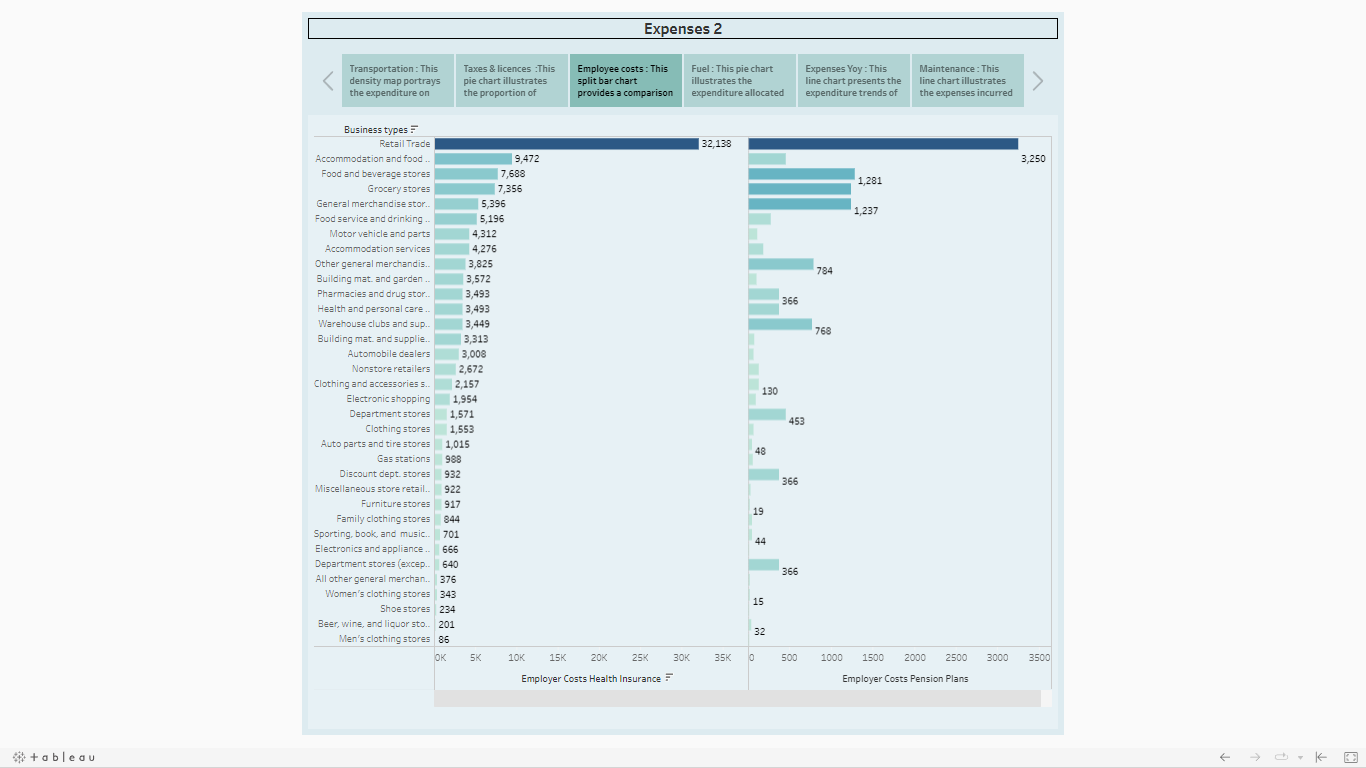 Expenses 2
Transportation : This
density map portrays
the expenditure on
Taxes & licences :This
pie chart illustrates
the proportion of
Employee costs : This
split bar chart
provides a comparison
Fuel : This pie chart
illustrates the
expenditure allocated
Expenses Yoy : This
line chart presents the
expenditure trends of
Maintenance : This
line chart illustrates
the expenses incurred
Business types
Retail Trade 32,138 3,250
Accommodation and food .. 9,472
Food and beverage stores 7,688 1,281
Grocery stores 7,356
General merchandise stor.. 5,396 1,237
Food service and drinking .. 5,196
Motor vehicle and parts 4,312
Accommodation services 4,276
Other general merchandis.. 3,825 784
Building mat. and garden .. 3,572
Pharmacies and drug stor.. 3,493 366
Health and personal care .. 3,493
Warehouse clubs and sup.. 3,449 768
Building mat. and supplie.. 3,313
Automobile dealers 3,008
Nonstore retailers 2,672
Clothing and accessories s.. 2,157 130
Electronic shopping 1,954
Department stores 1,571 453
Clothing stores 1,553
Auto parts and tire stores 1,015 48
Gas stations 988
Discount dept. stores 932 366
Miscellaneous store retail.. 922
Furniture stores 917 19
Family clothing stores 844
Sporting, book, and music.. 701 44
Electronics and appliance .. 666
Department stores (excep.. 640 366
All other general merchan.. 376
Women's clothing stores 343 15
Shoe stores 234
Beer, wine, and liquor sto.. 201 32
Men's clothing stores 86
0K 5K 10K 15K 20K 25K 30K 35K 0 500 1000 1500 2000 2500 3000 3500
Employer Costs Health Insurance Employer Costs Pension Plans
+ableau